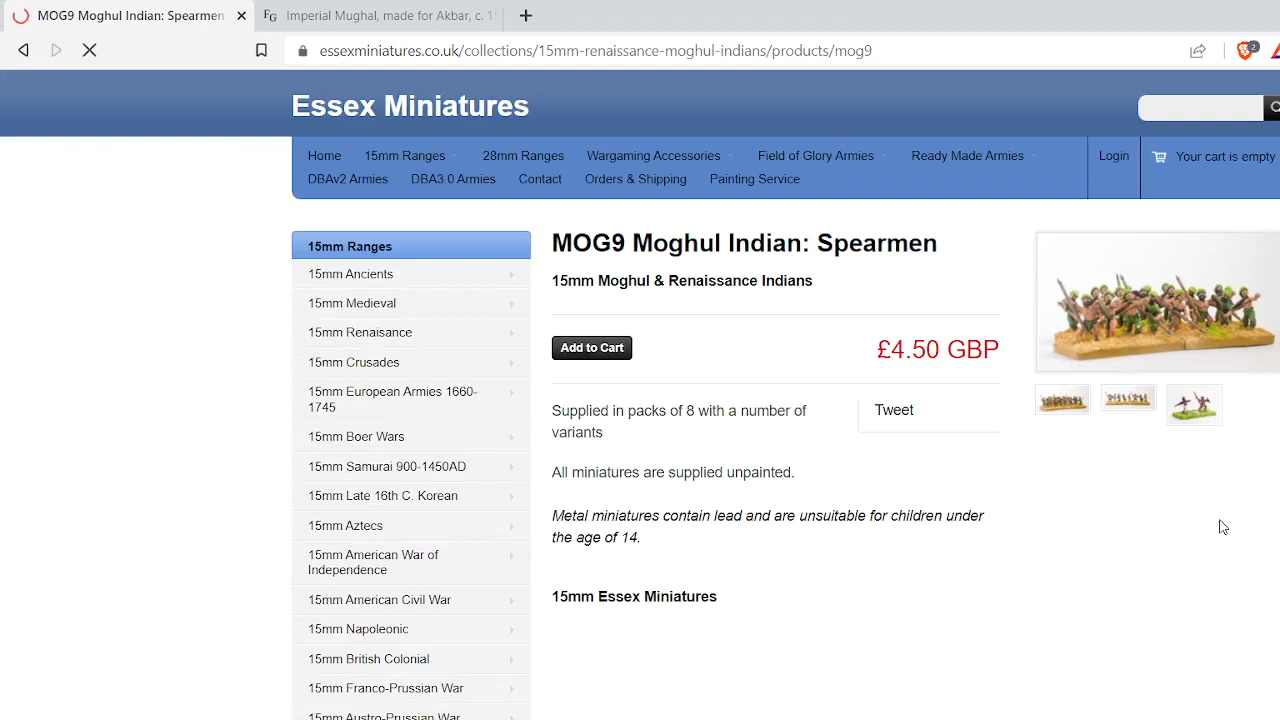 MOG9 Moghul Indian: Spearmen
FG Imperial Mughal, made for Akbar, c. 15
essexminiatures.co.uk/collections/15mm-renaissance-moghul-indians/products/mog9
2
Essex Miniatures
Home 15mm Ranges 28mm Ranges Wargaming Accessories Field of Glory Armies Ready Made Armies Login Your cart is empty
DBAv2 Armies DBA3.0 Armies Contact Orders & Shipping Painting Service
15mm Ranges
15mm Ancients
15mm Medieval
15mm Renaisance
15mm Crusades
15mm European Armies 1660-
1745
15mm Boer Wars
15mm Samurai 900-1450AD
15mm Late 16th C. Korean
15mm Aztecs
15mm American War of
Independence
15mm American Civil War
15mm Napoleonic
15mm British Colonial
15mm Franco-Prussian War
15mm Austro-Prussian War
MOG9 Moghul Indian: Spearmen
15mm Moghul & Renaissance Indians
Add to Cart
£4.50 GBP
Supplied in packs of 8 with a number of
variants
Tweet
All miniatures are supplied unpainted.
Metal miniatures contain lead and are unsuitable for children under
the age of 14.
15mm Essex Miniatures